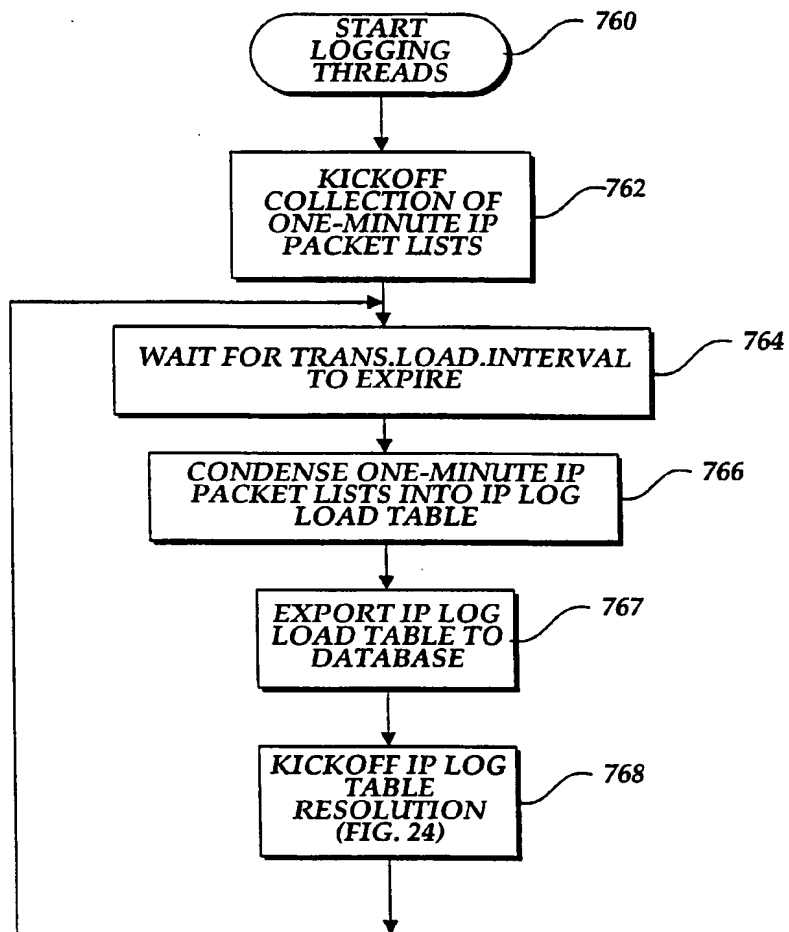 START
LOGGING
THREADS
760
KICKOFF
COLLECTION OF
ONE-MINUTE IP
PACKET LISTS
762
WAIT FOR TRANS.LOAD.INTERVAL
TO EXPIRE
764
CONDENSE ONE-MINUTE IP
PACKET LISTS INTO IP LOG
LOAD TABLE
766
EXPORT IP LOG
LOAD TABLE TO
DATABASE
767
KICKOFF IP LOG
TABLE
RESOLUTION
(FIG. 24)
768